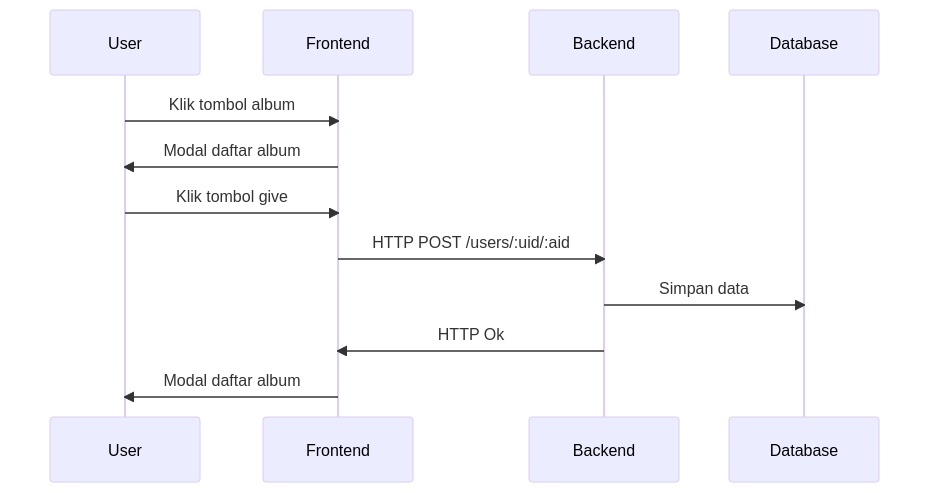 User
Frontend
Backend
Database
Klik tombol album
Modal daftar album
Klik tombol give
HTTP POST /users/:uid/:aid
Simpan data
HTTP Ok
Modal daftar album
User
Frontend
Backend
Database